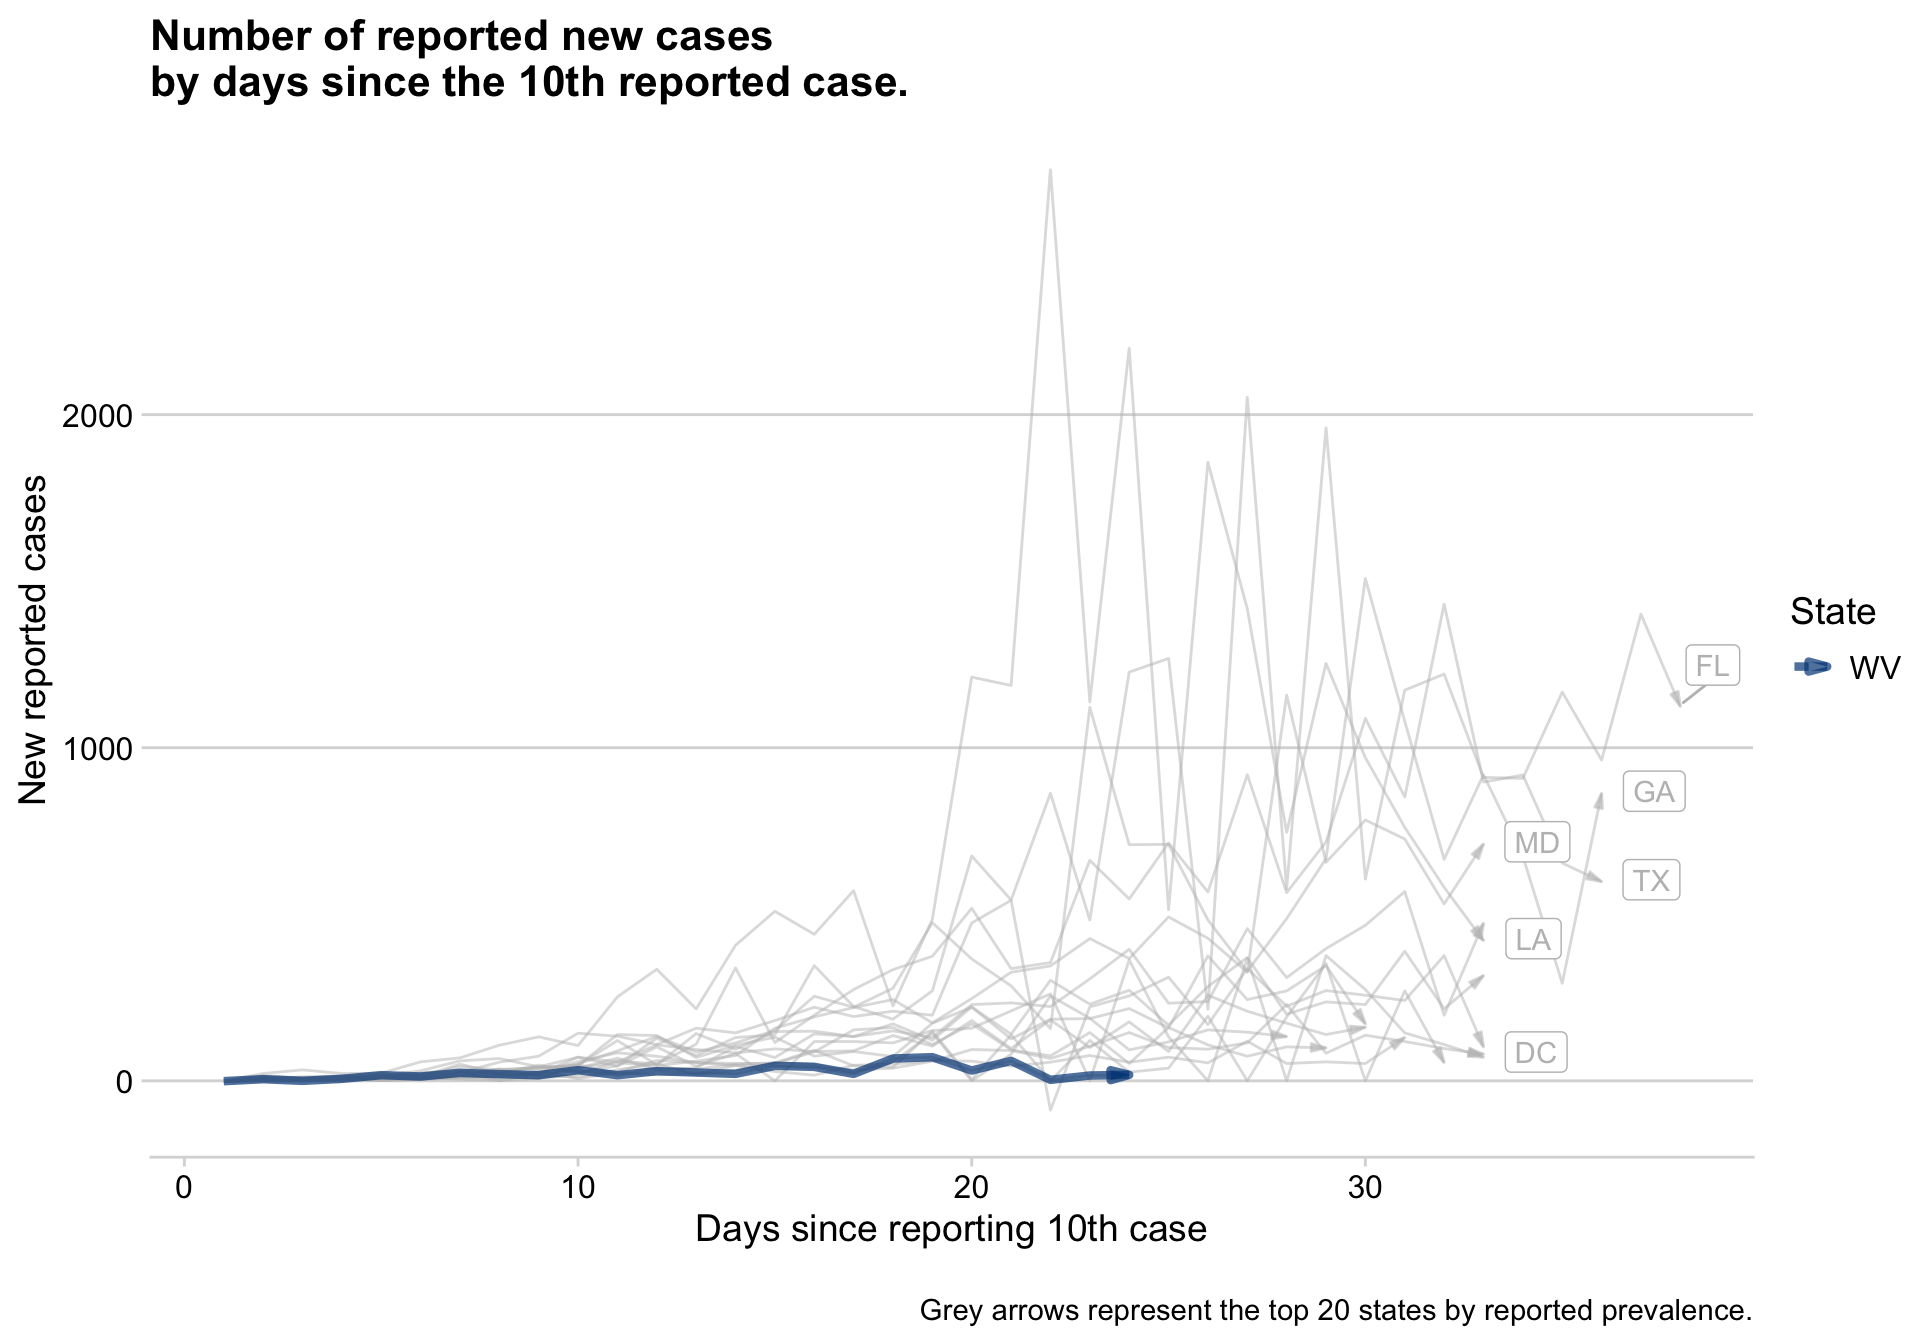 Number of reported new cases
by days since the 10th reported case.
New reported cases
2000
1000
0
0
10
20
30
Days since reporting 10th case
FL
GA
MD
TX
LA
DC
State
WV
Grey arrows represent the top 20 states by reported prevalence.